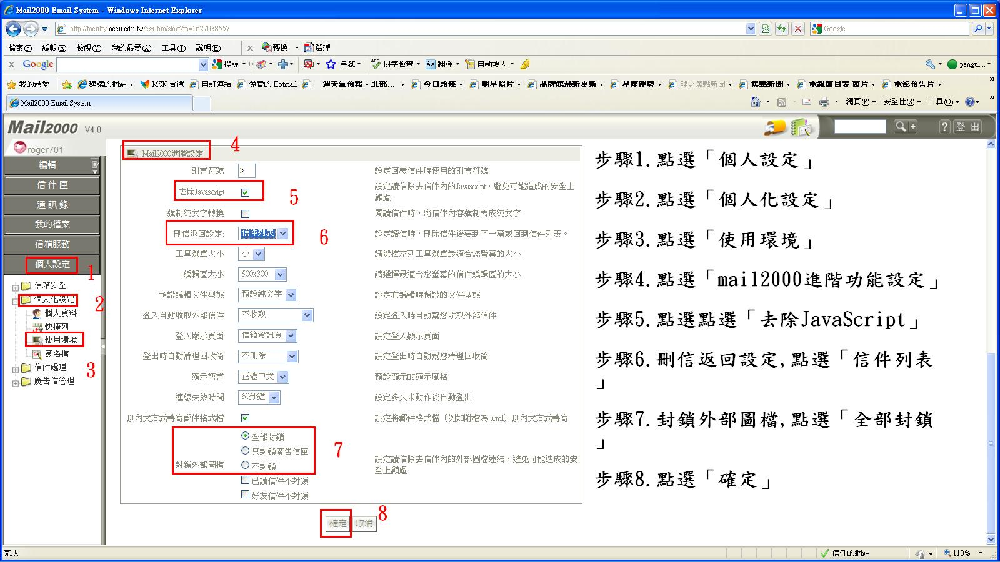 Mail2000 Email System - Windows Internet Explorer
http://faculty.nccu.edu.tw/cgi-bin/start?m=1627038557
Google
檔案(F) 編輯(E) 檢視(V) 我的最愛(A) 工具(T) 說明(H)
x 轉換 選擇
x Google 搜尋 書籤 ABC 拼字檢查 翻譯 自動填入 pengui...
我的最愛 建議的網站 MSN 台灣 自訂連結 免費的 Hotmail 一週天氣預報 - 北部... 今日頭條 明星照片 品牌館最新更新 星座運勢 理財焦點新聞 焦點新聞 電視節目表 西片 電影預告片
Mail2000 Email System
網頁(P) 安全性(S) 工具(O)
Mail2000 V4.0
? 登 出
roger701
編輯
信件匣
通訊錄
我的檔案
信箱服務
個人設定
1
信箱安全
個人化設定
2
個人資料
快捷列
使用環境
簽名檔
3
信件處理
廣告信管理
Mail2000進階設定
4
引言符號 > 設定回覆信件時使用的引言符號
去除Javascript 設定讀信除去信件內的Javascript，避免可能造成的安全上
顧慮
5
強制純文字轉換 閱讀信件時，將信件內容強制轉成純文字
刪信返回設定: 信件列表 設定讀信時，刪除信件後要到下一篇或回到信件列表。
6
工具選單大小 小 請選擇左列工具選單最適合您螢幕的大小
編輯區大小 500x300 請選擇最適合您螢幕的信件編輯區的大小
預設編輯文件型態 預設純文字 設定在編輯時預設的文件型態
登入自動收取外部信件 不收取 設定登入時自動幫您收取外部信件
登入顯示頁面 信箱資訊頁 設定登入顯示頁面
登出時自動清理回收筒 不刪除 設定登出時自動幫您清理回收筒
顯示語言 正體中文 預設顯示的顯示風格
連線失效時間 60分鐘 設定多久未動作後自動登出
以內文方式轉寄郵件格式檔 設定將郵件格式檔（例如附檔為 .eml）以內文方式轉寄
全部封鎖
只封鎖廣告信匣
7
封鎖外部圖檔 不封鎖 設定讀信除去信件內的外部圖檔連結，避免可能造成的安
全上顧慮
已讀信件不封鎖
好友信件不封鎖
確定 取消
8
步驟1.點選「個人設定」
步驟2.點選「個人化設定」
步驟3.點選「使用環境」
步驟4.點選「mail2000進階功能設定」
步驟5.點選點選「去除JavaScript」
步驟6.刪信返回設定,點選「信件列表
」
步驟7.封鎖外部圖檔,點選「全部封鎖
」
步驟8.點選「確定」
完成
信任的網站
110%